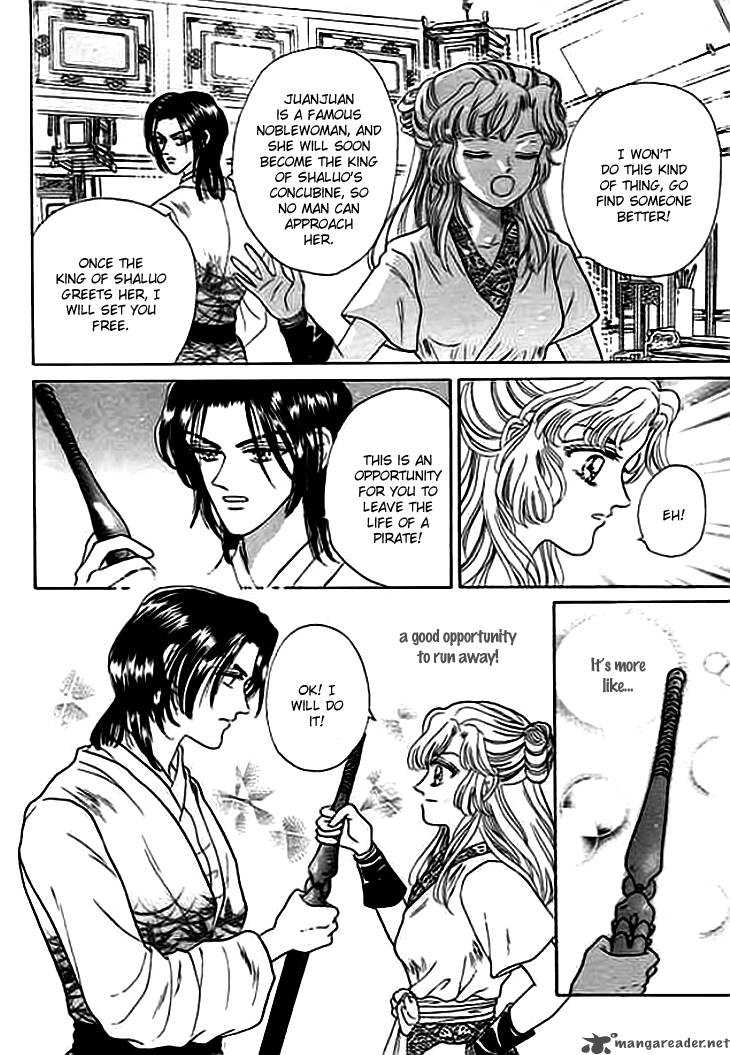 I WON'T
DO THIS KIND
OF THING, GO
FIND SOMEONE
BETTER!
JUANJUAN
IS A FAMOUS
NOBLEWOMAN, AND
SHE WILL SOON
BECOME THE KING
OF SHALUO'S
CONCUBINE, SO
NO MAN CAN
APPROACH
HER.
ONCE THE
KING OF SHALUO
GREETS HER, I
WILL SET YOU
FREE.
EH!
THIS IS AN
OPPORTUNITY
FOR YOU TO
LEAVE THE
LIFE OF A
PIRATE!
It's more
like...
a good opportunity
to run away!
OK! I
WILL DO
IT!
mangareader.net